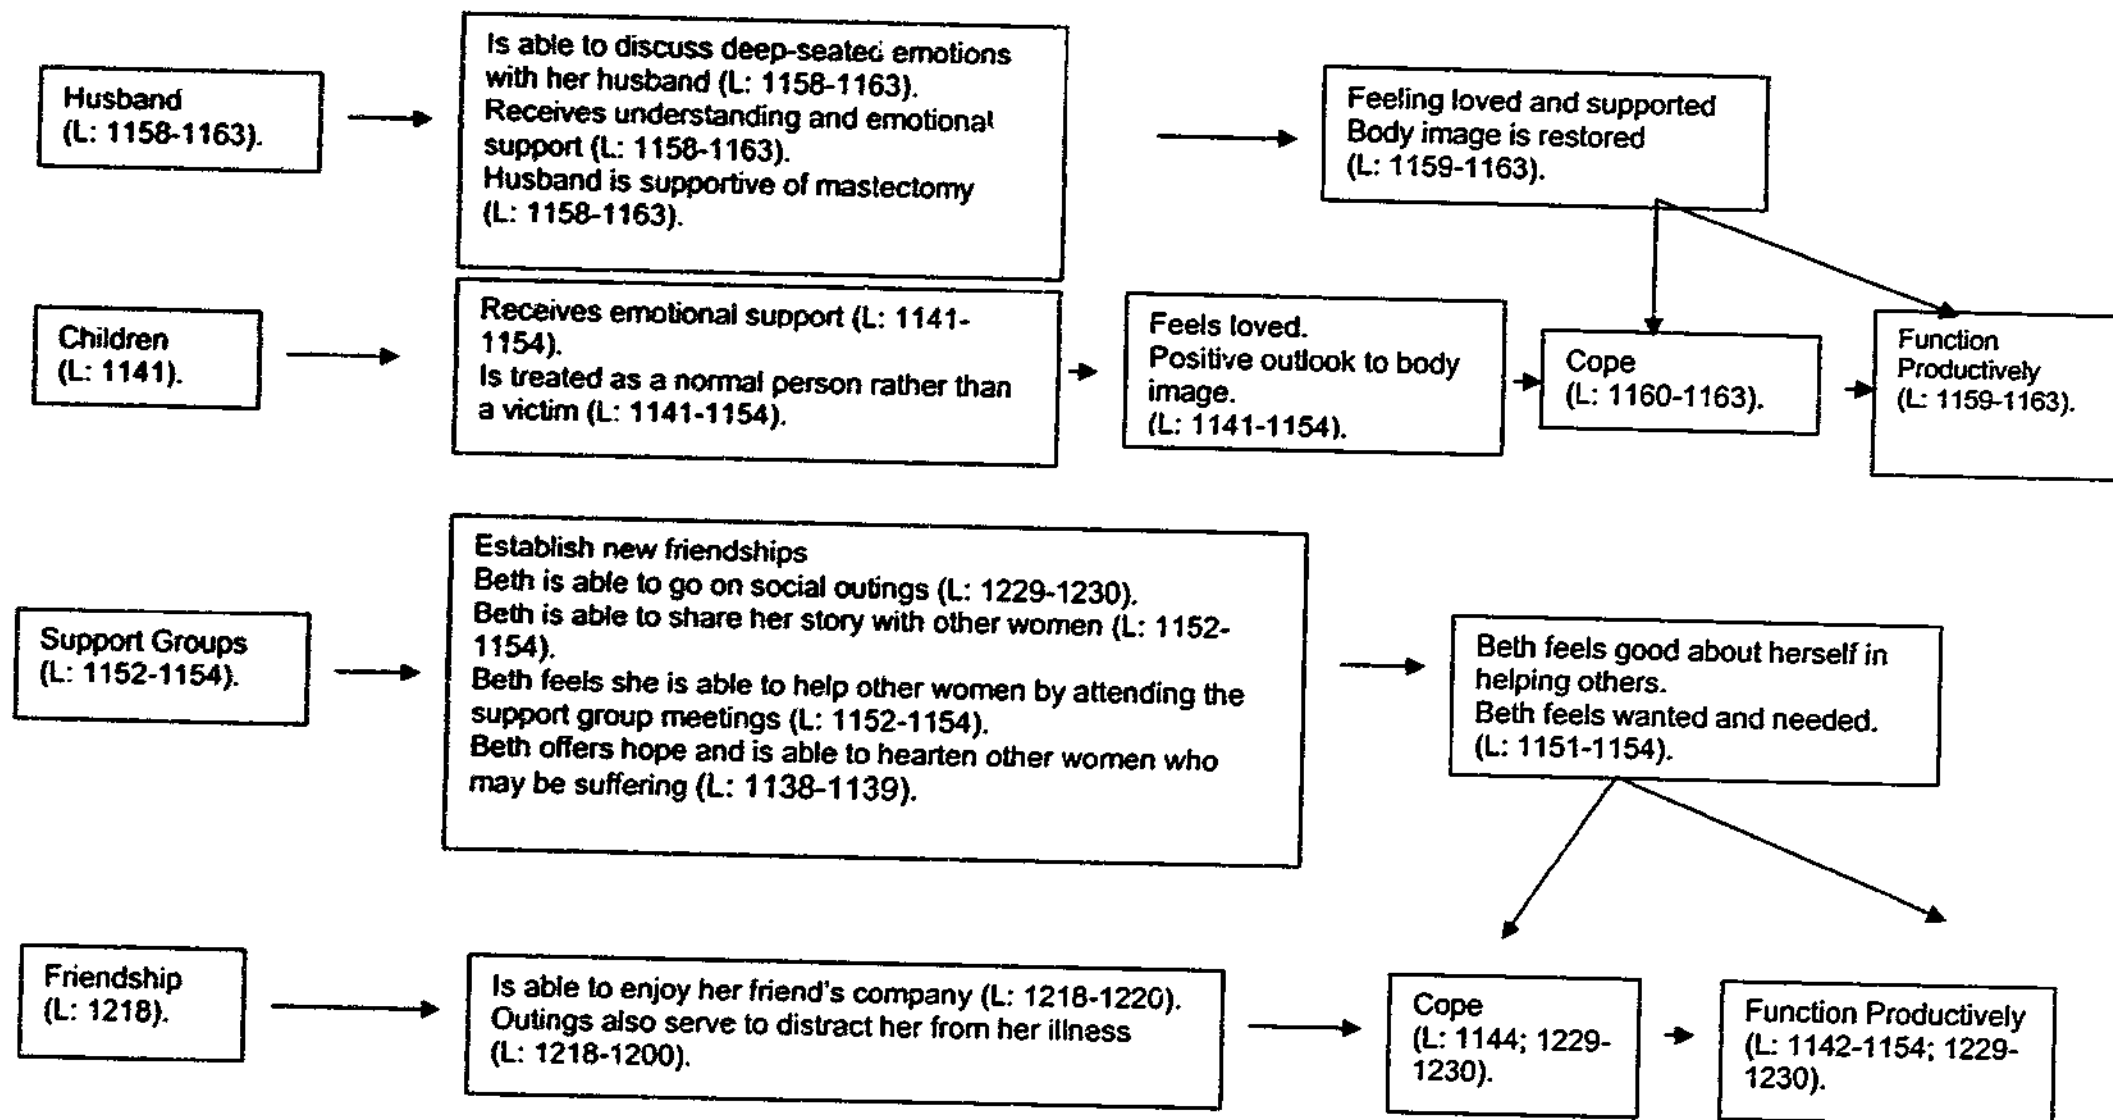 Husband
(L: 1158-1163).
Is able to discuss deep-seated emotions
with her husband (L: 1158-1163).
Receives understanding and emotional
support (L: 1158-1163).
Husband is supportive of mastectomy
(L: 1158-1163).
Feeling loved and supported
Body image is restored
(L: 1159-1163).
Children
(L: 1141).
Receives emotional support (L: 1141-
1154).
Is treated as a normal person rather than
a victim (L: 1141-1154).
Feels loved.
Positive outlook to body
image.
(L: 1141-1154).
Cope
(L: 1160-1163).
Function
Productively
(L: 1159-1163).
Support Groups
(L: 1152-1154).
Establish new friendships
Beth is able to go on social outings (L: 1229-1230).
Beth is able to share her story with other women (L: 1152-
1154).
Beth feels she is able to help other women by attending the
support group meetings (L: 1152-1154).
Beth offers hope and is able to hearten other women who
may be suffering (L: 1138-1139).
Beth feels good about herself in
helping others.
Beth feels wanted and needed.
(L: 1151-1154).
Friendship
(L: 1218).
Is able to enjoy her friend's company (L: 1218-1220).
Outings also serve to distract her from her illness
(L: 1218-1200).
Cope
(L: 1144; 1229-
1230).
Function Productively
(L: 1142-1154; 1229-
1230).